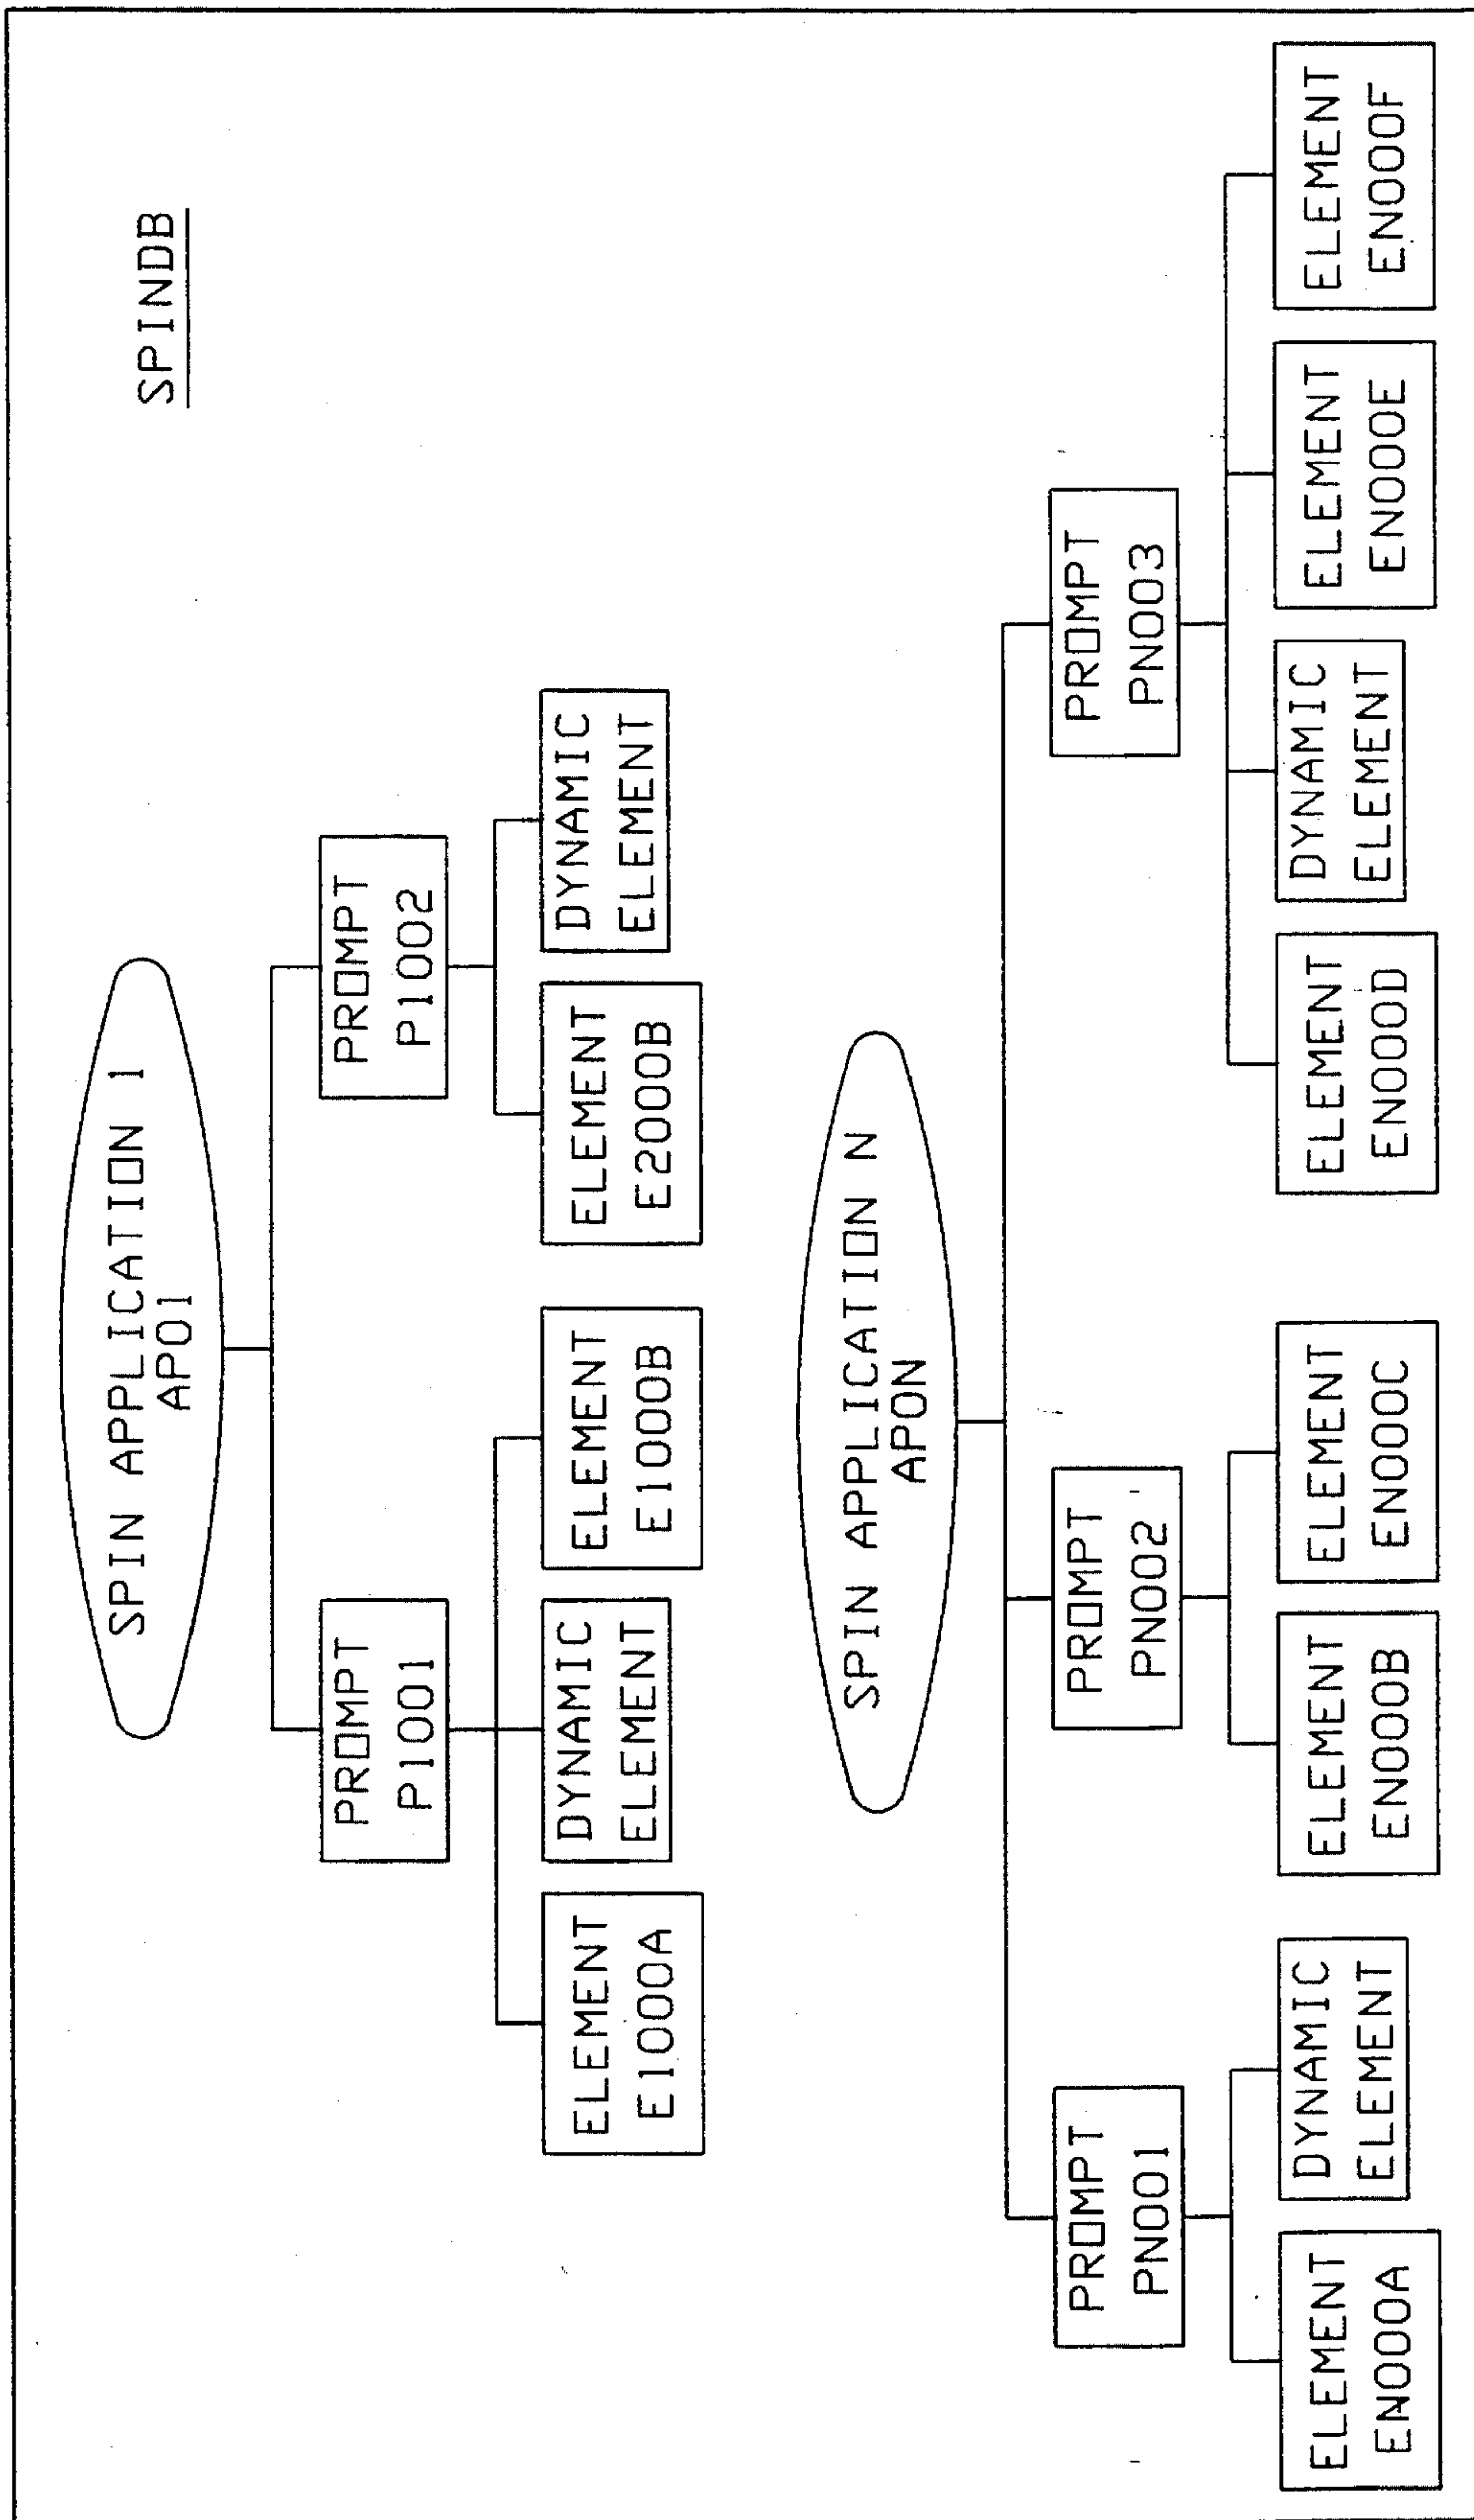 SPINDB
SPIN APPLICATION 1
AP01
PROMPT
P1001
PROMPT
P1002
ELEMENT
E1000A
DYNAMIC
ELEMENT
ELEMENT
E1000B
ELEMENT
E2000B
DYNAMIC
ELEMENT
SPIN APPLICATION N
APON
PROMPT
PN001
PROMPT
PN002
PROMPT
PN003
ELEMENT
EN000A
DYNAMIC
ELEMENT
ELEMENT
EN000B
ELEMENT
EN000C
ELEMENT
EN000D
DYNAMIC
ELEMENT
ELEMENT
EN000E
ELEMENT
EN000F